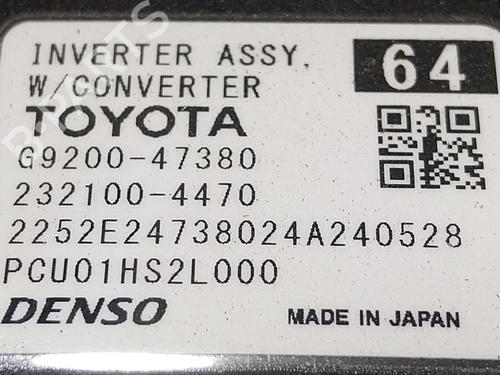 INVERTER ASSY.
64
W/CONVERTER
TOYOTA
G9200-47380
232100-4470
2252E24738024A240528
PCU01HS2L000
DENSO
MADE IN JAPAN